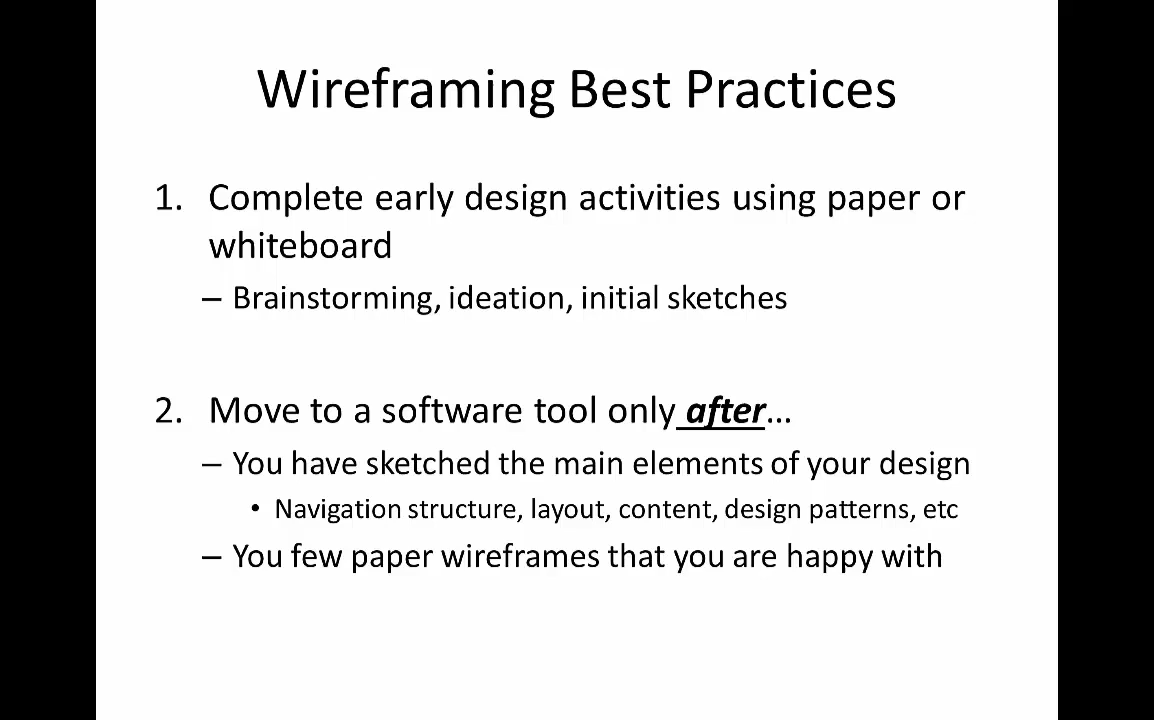 Wireframing Best Practices
1. Complete early design activities using paper or
whiteboard
– Brainstorming, ideation, initial sketches
2. Move to a software tool only after…
– You have sketched the main elements of your design
• Navigation structure, layout, content, design patterns, etc
– You few paper wireframes that you are happy with